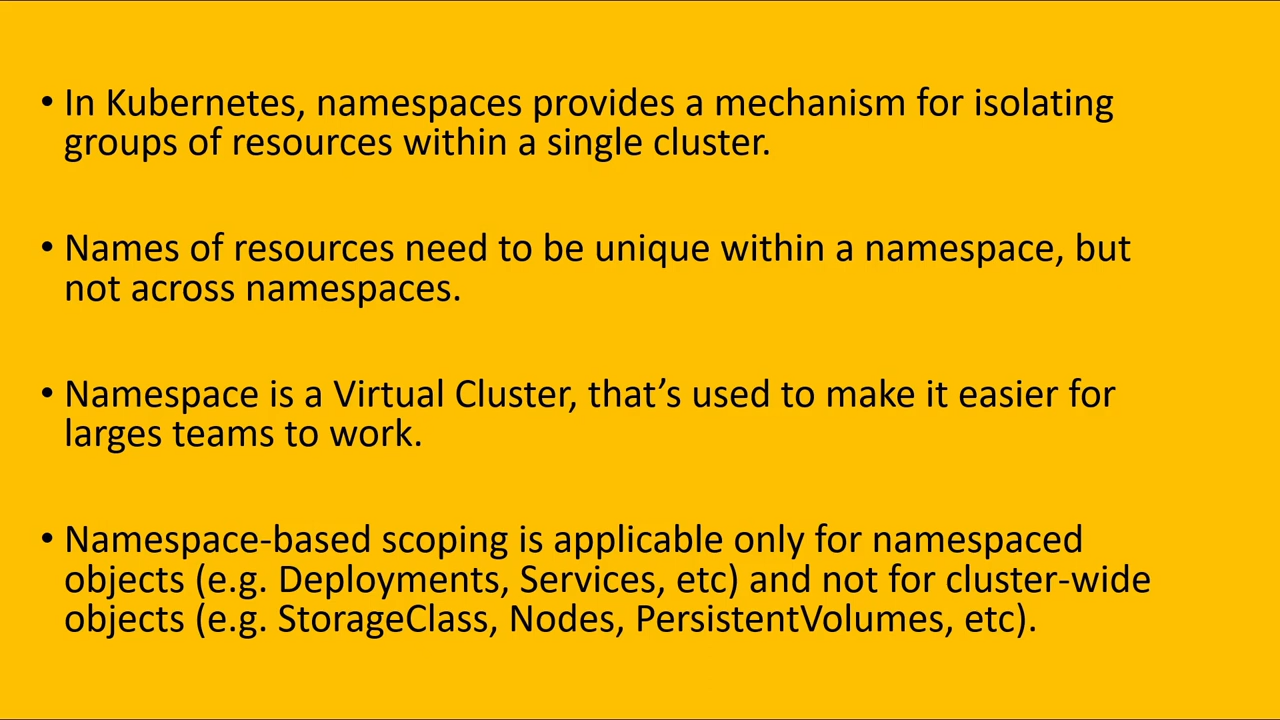 • In Kubernetes, namespaces provides a mechanism for isolating
groups of resources within a single cluster.
• Names of resources need to be unique within a namespace, but
not across namespaces.
• Namespace is a Virtual Cluster, that’s used to make it easier for
larges teams to work.
• Namespace-based scoping is applicable only for namespaced
objects (e.g. Deployments, Services, etc) and not for cluster-wide
objects (e.g. StorageClass, Nodes, PersistentVolumes, etc).